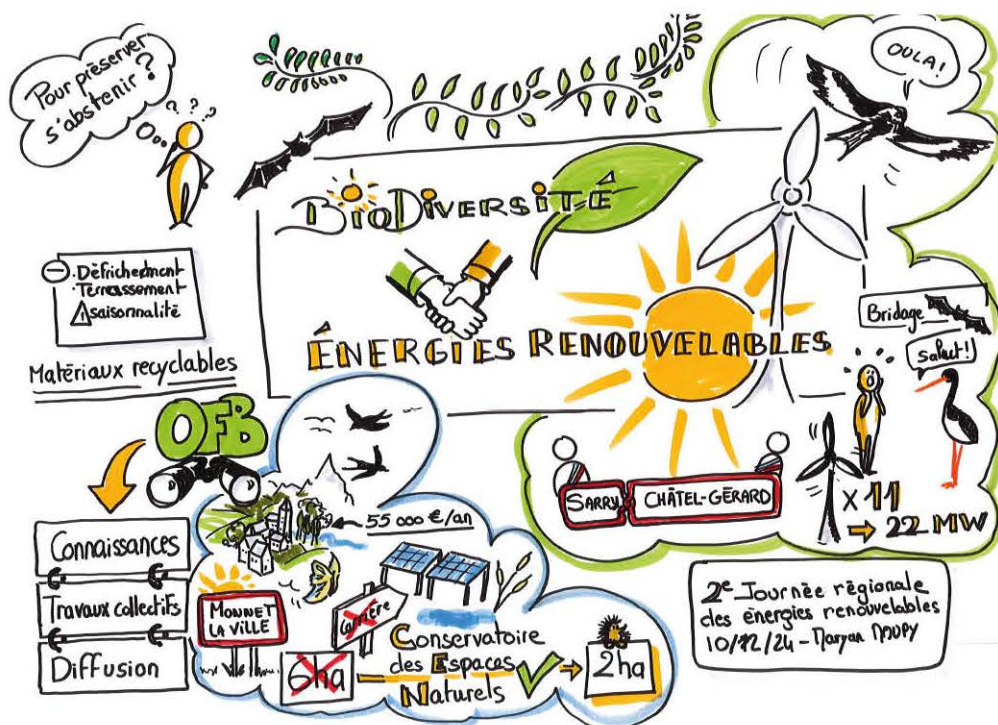 Pour préserver
s'abstenir ?
? ? ?
OULA!
BIODIVERSITÉ
ÉNERGIES RENOUVELABLES
⊖ . Défrichement
. Terrassement
⚠ saisonnalité
Matériaux recyclables
Bridage
salut!
OFB
SARRY
CHÂTEL-GÉRARD
X 11
→ 22 MW
55 000 €/an
Connaissances
Travaux collectifs
Diffusion
MONNET
LA VILLE
Carrière
6ha
Conservatoire
des Espaces
Naturels
2ha
2e Journée régionale
des énergies renouvelables
10/12/24 - Maryan